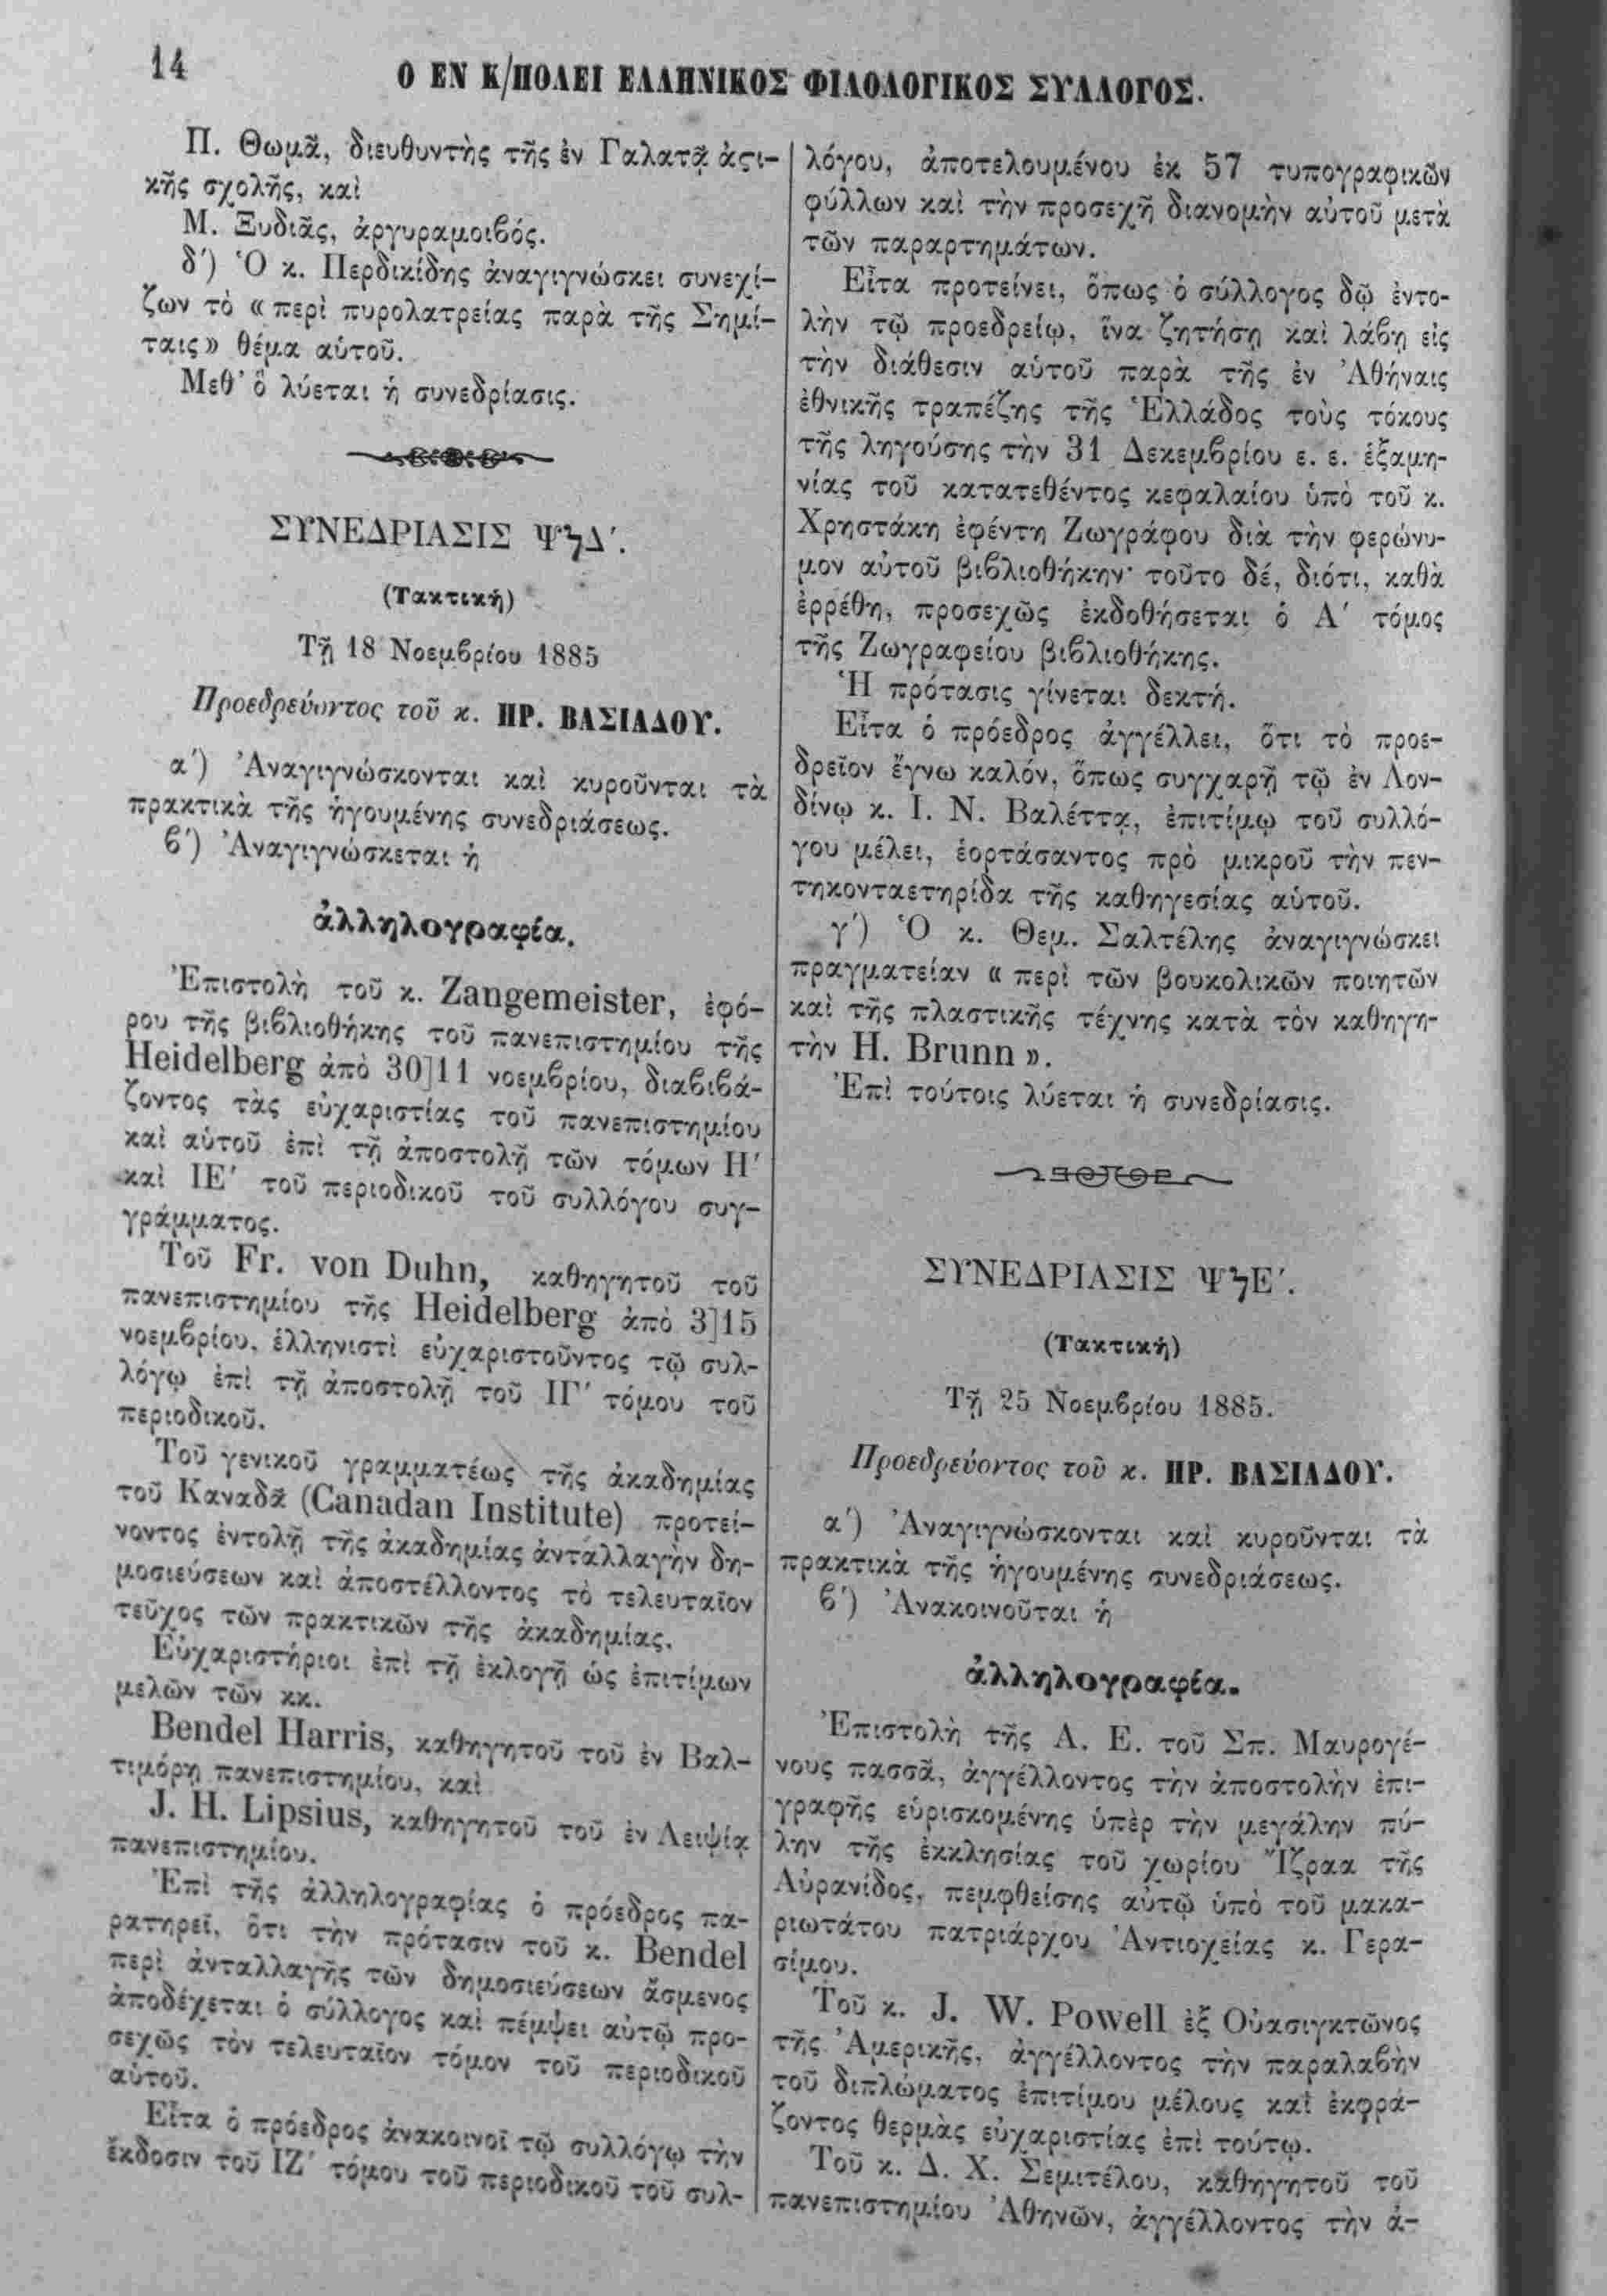 14
Ο ΕΝ Κ/ΠΟΛΕΙ ΕΛΛΗΝΙΚΟΣ ΦΙΛΟΛΟΓΙΚΟΣ ΣΥΛΛΟΓΟΣ.
Π. Θωμᾶ, διευθυντὴς τῆς ἐν Γαλατᾷ ἀςι-
κῆς σχολῆς, καὶ
Μ. Ξυδιᾶς, ἀργυραμοιβός.
δ΄) Ὁ κ. Περδικίδης ἀναγιγνώσκει συνεχί-
ζων τὸ « περὶ πυρολατρείας παρὰ τῆς Σημί-
ταις» θέμα αὑτοῦ.
Μεθ᾿ ὃ λύεται ἡ συνεδρίασις.
ΣΥΝΕΔΡΙΑΣΙΣ ΨϟΔ΄.
(Τακτικὴ)
Τῇ 18 Νοεμβρίου 1885
Προεδρεύοντος τοῦ κ. ΗΡ. ΒΑΣΙΑΔΟΥ.
α΄) Ἀναγιγνώσκονται καὶ κυροῦνται τὰ
πρακτικὰ τῆς ἡγουμένης συνεδριάσεως.
β΄) Ἀναγιγνώσκεται ἡ
ἀλληλογραφία.
Ἐπιστολὴ τοῦ κ. Zangemeister, ἐφό-
ρου τῆς βιβλιοθήκης τοῦ πανεπιστημίου τῆς
Heidelberg ἀπὸ 30]11 νοεμβρίου, διαβιβά-
ζοντος τὰς εὐχαριστίας τοῦ πανεπιστημίου
καὶ αὑτοῦ ἐπὶ τῇ ἀποστολῇ τῶν τόμων Η΄
καὶ ΙΕ΄ τοῦ περιοδικοῦ τοῦ συλλόγου συγ-
γράμματος.
Τοῦ Fr. von Duhn, καθηγητοῦ τοῦ
πανεπιστημίου τῆς Heidelberg ἀπὸ 3]15
νοεμβρίου, ἑλληνιστὶ εὐχαριστοῦντος τῷ συλ-
λόγῳ ἐπὶ τῇ ἀποστολῇ τοῦ ΙΓ΄ τόμου τοῦ
περιοδικοῦ.
Τοῦ γενικοῦ γραμματέως τῆς ἀκαδημίας
τοῦ Καναδᾶ (Canadan Institute) προτεί-
νοντος ἐντολῇ τῆς ἀκαδημίας ἀνταλλαγὴν δη-
μοσιεύσεων καὶ ἀποστέλλοντος τὸ τελευταῖον
τεῦχος τῶν πρακτικῶν τῆς ἀκαδημίας.
Εὐχαριστήριοι ἐπὶ τῇ ἐκλογῇ ὡς ἐπιτίμων
μελῶν τῶν κκ.
Bendel Harris, καθηγητοῦ τοῦ ἐν Βαλ-
τιμόρῃ πανεπιστημίου, καὶ
J. H. Lipsius, καθηγητοῦ τοῦ ἐν Λειψίᾳ
πανεπιστημίου.
Ἐπὶ τῆς ἀλληλογραφίας ὁ πρόεδρος πα-
ρατηρεῖ, ὅτι τὴν πρότασιν τοῦ κ. Bendel
περὶ ἀνταλλαγῆς τῶν δημοσιεύσεων ἄσμενος
ἀποδέχεται ὁ σύλλογος καὶ πέμψει αὐτῷ προ-
σεχῶς τὸν τελευταῖον τόμον τοῦ περιοδικοῦ
αὑτοῦ.
Εἶτα ὁ πρόεδρος ἀνακοινοῖ τῷ συλλόγῳ τὴν
ἔκδοσιν τοῦ ΙΖ΄ τόμου τοῦ περιοδικοῦ τοῦ συλ-
λόγου, ἀποτελουμένου ἐκ 57 τυπογραφικῶν
φύλλων καὶ τὴν προσεχῆ διανομὴν αὐτοῦ μετὰ
τῶν παραρτημάτων.
Εἶτα προτείνει, ὅπως ὁ σύλλογος δῷ ἐντο-
λὴν τῷ προεδρείῳ, ἵνα ζητήσῃ καὶ λάβῃ εἰς
τὴν διάθεσιν αὑτοῦ παρὰ τῆς ἐν Ἀθήναις
ἐθνικῆς τραπέζης τῆς Ἑλλάδος τοὺς τόκους
τῆς ληγούσης τὴν 31 Δεκεμβρίου ε. ε. ἑξαμη-
νίας τοῦ κατατεθέντος κεφαλαίου ὑπὸ τοῦ κ.
Χρηστάκη ἐφέντη Ζωγράφου διὰ τὴν φερώνυ-
μον αὐτοῦ βιβλιοθήκην· τοῦτο δέ, διότι, καθὰ
ἐρρέθη, προσεχῶς ἐκδοθήσεται ὁ Α΄ τόμος
τῆς Ζωγραφείου βιβλιοθήκης.
Ἡ πρότασις γίνεται δεκτή.
Εἶτα ὁ πρόεδρος ἀγγέλλει, ὅτι τὸ προε-
δρεῖον ἔγνω καλόν, ὅπως συγχαρῇ τῷ ἐν Λον-
δίνῳ κ. Ι. Ν. Βαλέττᾳ, ἐπιτίμῳ τοῦ συλλό-
γου μέλει, ἑορτάσαντος πρὸ μικροῦ τὴν πεν-
τηκονταετηρίδα τῆς καθηγεσίας αὑτοῦ.
γ΄) Ὁ κ. Θεμ. Σαλτέλης ἀναγιγνώσκει
πραγματείαν « περὶ τῶν βουκολικῶν ποιητῶν
καὶ τῆς πλαστικῆς τέχνης κατὰ τὸν καθηγη-
τὴν H. Brunn ».
Ἐπὶ τούτοις λύεται ἡ συνεδρίασις.
ΣΥΝΕΔΡΙΑΣΙΣ ΨϟΕ΄.
(Τακτικὴ)
Τῇ 25 Νοεμβρίου 1885.
Προεδρεύοντος τοῦ κ. ΗΡ. ΒΑΣΙΑΔΟΥ.
α΄) Ἀναγιγνώσκονται καὶ κυροῦνται τὰ
πρακτικὰ τῆς ἡγουμένης συνεδριάσεως.
β΄) Ἀνακοινοῦται ἡ
ἀλληλογραφία.
Ἐπιστολὴ τῆς Α. Ε. τοῦ Σπ. Μαυρογέ-
νους πασσᾶ, ἀγγέλλοντος τὴν ἀποστολὴν ἐπι-
γραφῆς εὑρισκομένης ὑπὲρ τὴν μεγάλην πύ-
λην τῆς ἐκκλησίας τοῦ χωρίου Ἴζραα τῆς
Αὐρανίδος, πεμφθείσης αὐτῷ ὑπὸ τοῦ μακα-
ριωτάτου πατριάρχου Ἀντιοχείας κ. Γερα-
σίμου.
Τοῦ κ. J. W. Powell ἐξ Οὐασιγκτῶνος
τῆς Ἀμερικῆς, ἀγγέλλοντος τὴν παραλαβὴν
τοῦ διπλώματος ἐπιτίμου μέλους καὶ ἐκφρά-
ζοντος θερμὰς εὐχαριστίας ἐπὶ τούτῳ.
Τοῦ κ. Δ. Χ. Σεμιτέλου, καθηγητοῦ τοῦ
πανεπιστημίου Ἀθηνῶν, ἀγγέλλοντος τὴν ἀ-